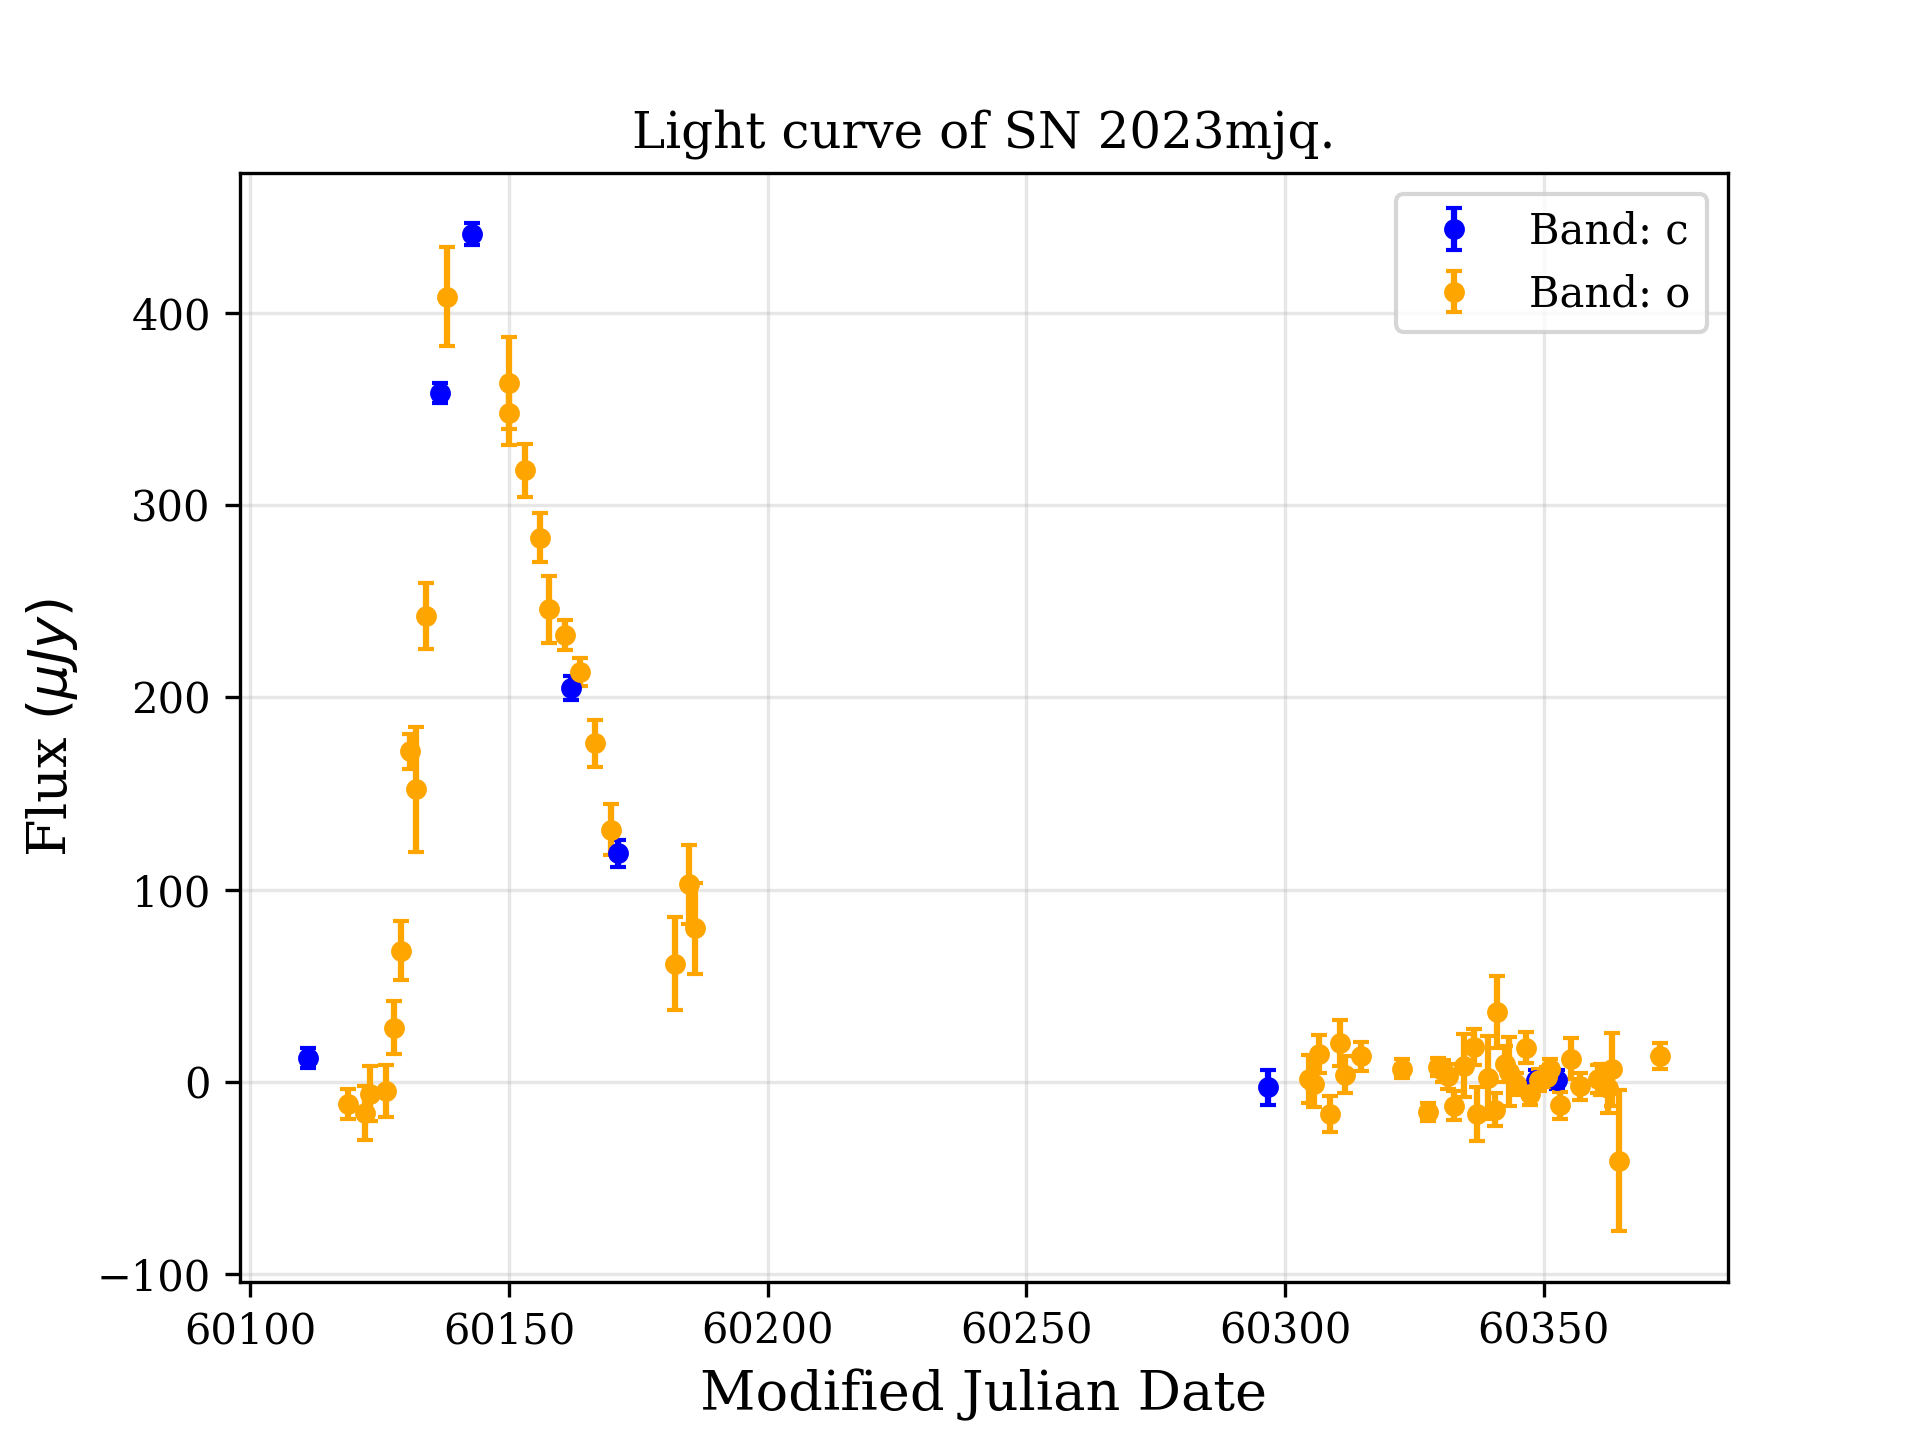 Light curve of SN 2023mjq.
Band: c
Band: o
Flux (μJy)
400
300
200
100
0
−100
60100 60150 60200 60250 60300 60350
Modified Julian Date